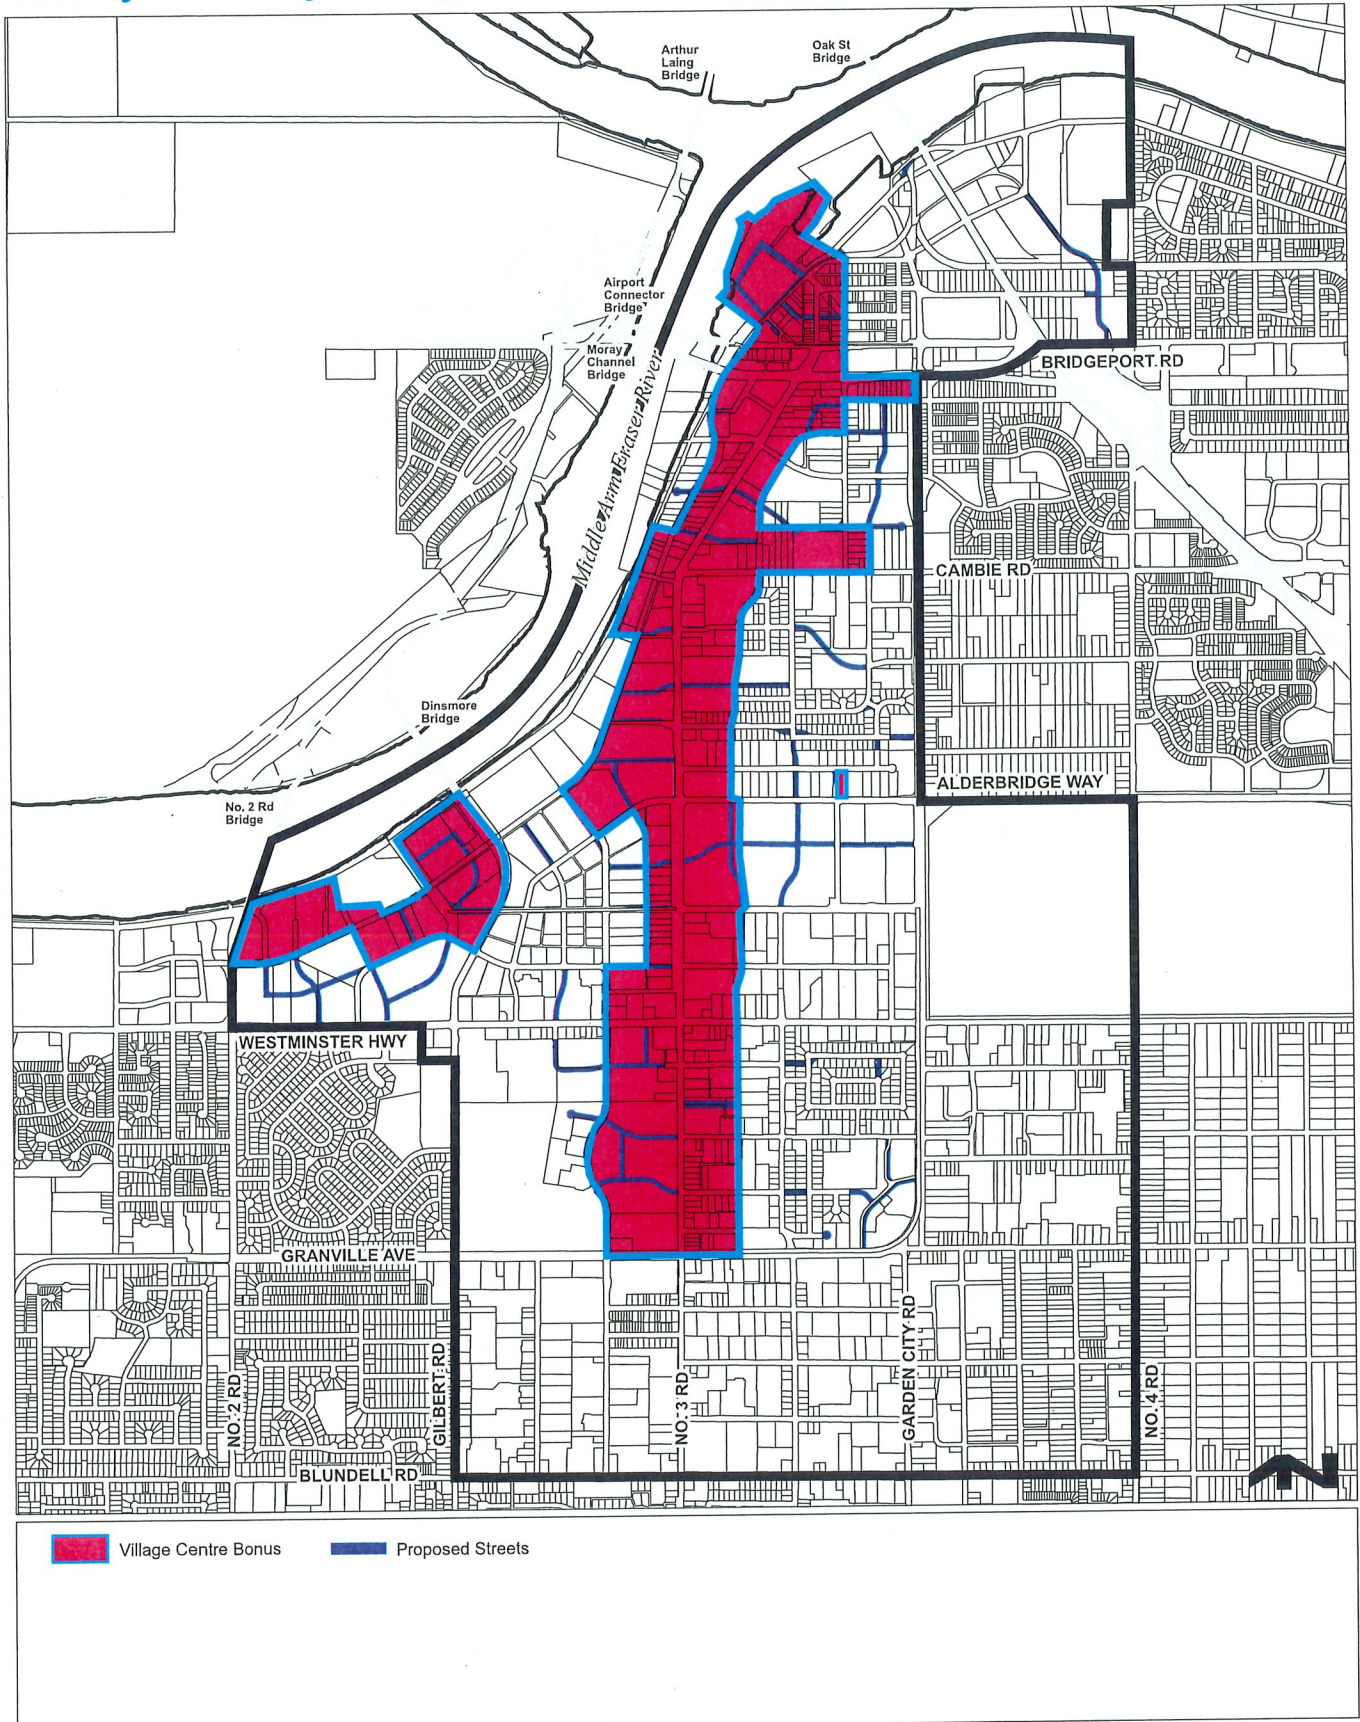 Arthur
Laing
Bridge
Oak St
Bridge
Airport
Connector
Bridge
Moray
Channel
Bridge
BRIDGEPORT RD
Middle Arm Fraser River
CAMBIE RD
Dinsmore
Bridge
ALDERBRIDGE WAY
No. 2 Rd
Bridge
WESTMINSTER HWY
GRANVILLE AVE
NO. 2 RD
GILBERT RD
NO. 3 RD
GARDEN CITY RD
NO. 4 RD
BLUNDELL RD
N
Village Centre Bonus
Proposed Streets